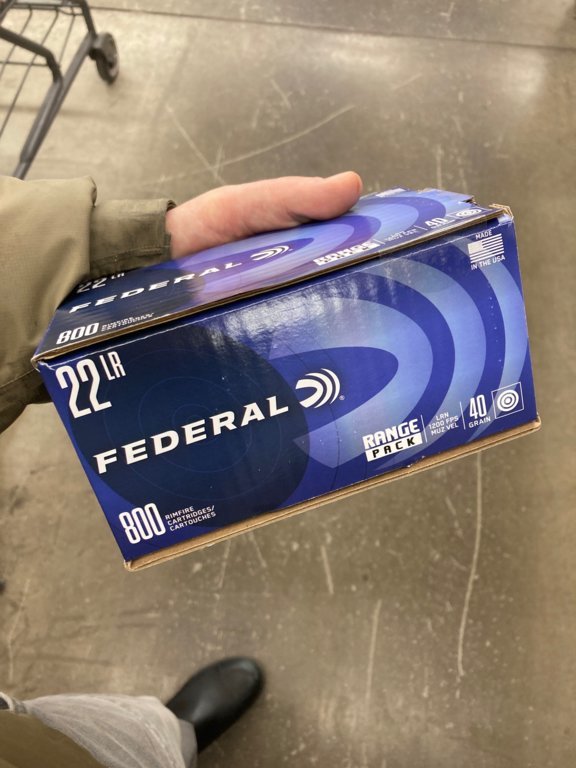 22 LR
FEDERAL
800
40
MADE
IN THE USA
22 LR
FEDERAL®
RANGE
PACK
LRN
1200 FPS
MUZ VEL
40
GRAIN
800
RIMFIRE
CARTRIDGES/
CARTOUCHES